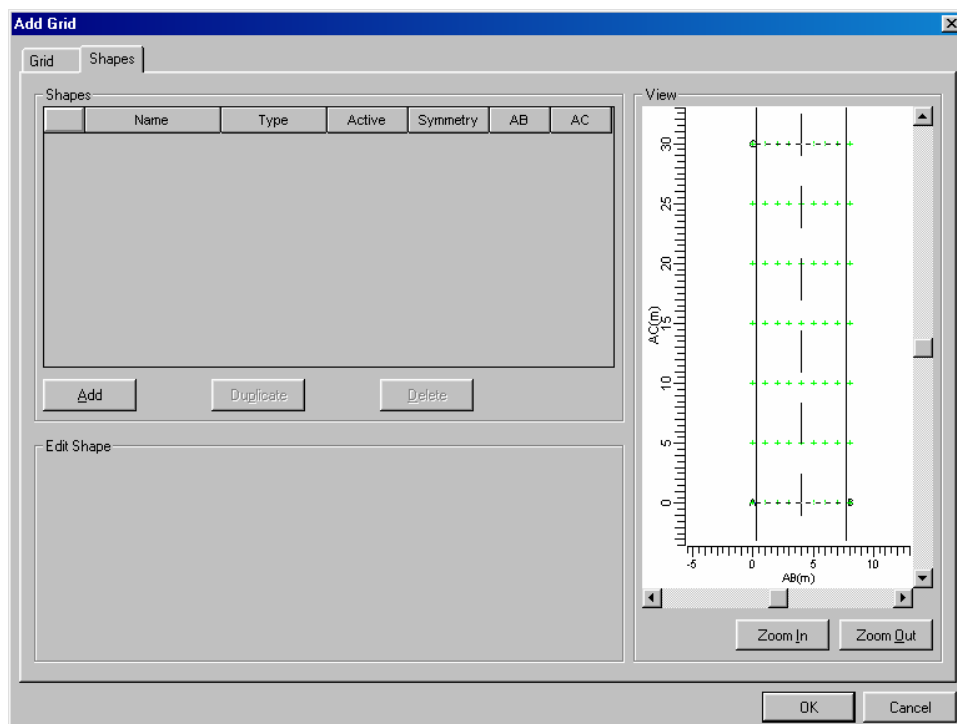 Add Grid
Grid Shapes
Shapes
Name Type Active Symmetry AB AC
Add Duplicate Delete
Edit Shape
View
AC(m)
30
25
20
15
10
5
0
C
A B
-5 0 5 10
AB(m)
Zoom In Zoom Out
OK Cancel